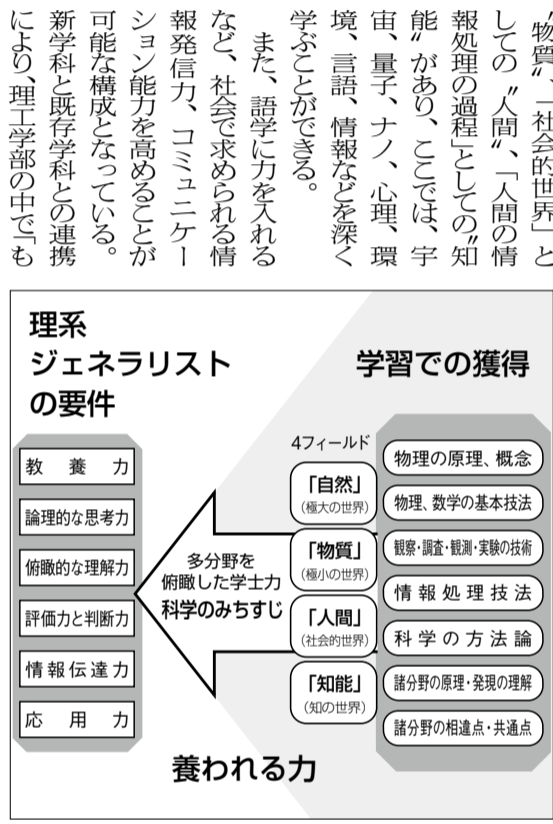 〝物質〟、「社会的世界」と
しての〝人間〟、「人間の情
報処理の過程」としての〝知
能〟があり、ここでは、宇
宙、量子、ナノ、心理、環
境、言語、情報などを深く
学ぶことができる。
また、語学に力を入れる
など、社会で求められる情
報発信力、コミュニケー
ション能力を高めることが
可能な構成となっている。
新学科と既存学科との連携
により、理工学部の中で「も
理系
ジェネラリスト
の要件
教養力
論理的な思考力
俯瞰的な理解力
評価力と判断力
情報伝達力
応用力
多分野を
俯瞰した学士力
科学のみちすじ
4フィールド
「自然」
(極大の世界)
「物質」
(極小の世界)
「人間」
(社会的世界)
「知能」
(知の世界)
学習での獲得
物理の原理、概念
物理、数学の基本技法
観察・調査・観測・実験の技術
情報処理技法
科学の方法論
諸分野の原理・発現の理解
諸分野の相違点・共通点
養われる力